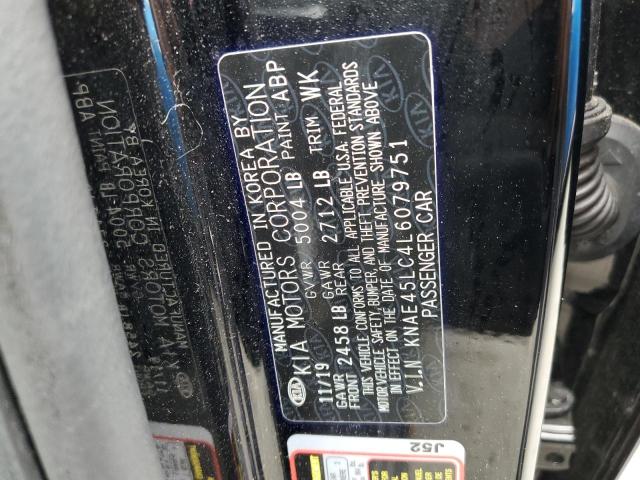 MANUFACTURED IN KOREA BY
KIA MOTORS CORPORATION
11/19 GVWR 5004 LB PAINT ABP
GAWR FRONT 2458 LB GAWR REAR 2712 LB TRIM WK
THIS VEHICLE CONFORMS TO ALL APPLICABLE U.S.A. FEDERAL
MOTOR VEHICLE SAFETY, BUMPER, AND THEFT PREVENTION STANDARDS
IN EFFECT ON THE DATE OF MANUFACTURE SHOWN ABOVE
V.I.N KNAE45LC4L6079751
PASSENGER CAR
KIA
J52